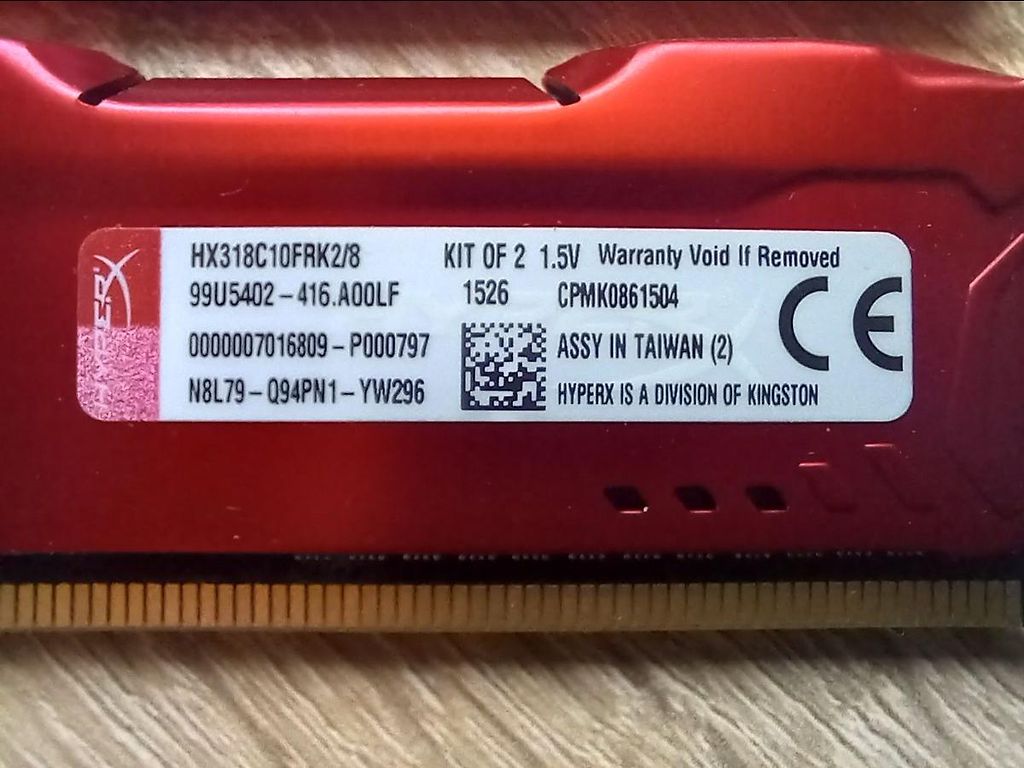 HYPERX
HX318C10FRK2/8 KIT OF 2 1.5V Warranty Void If Removed
99U5402-416.A00LF 1526 CPMK0861504
0000007016809-P000797 ASSY IN TAIWAN (2)
N8L79-Q94PN1-YW296 HYPERX IS A DIVISION OF KINGSTON
CE